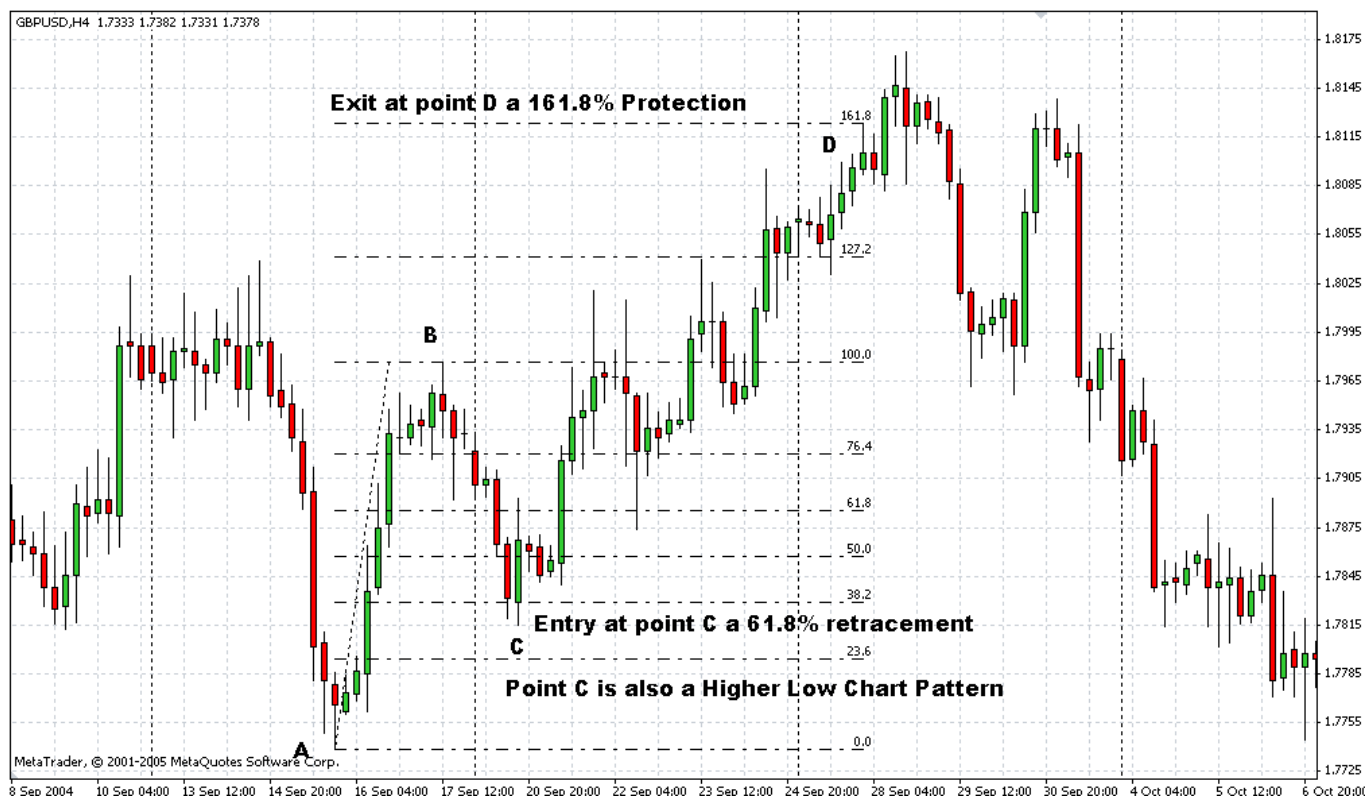 GBPUSD,H4 1.7333 1.7382 1.7331 1.7378
1.8175
1.8145
Exit at point D a 161.8% Protection
161.8
D
1.8115
1.8085
1.8055
127.2
1.8025
B
1.7995
100.0
1.7965
1.7935
76.4
1.7905
61.8
1.7875
50.0
1.7845
38.2
Entry at point C a 61.8% retracement
1.7815
C
23.6
Point C is also a Higher Low Chart Pattern
1.7785
A
0.0
1.7755
MetaTrader, © 2001-2005 MetaQuotes Software Corp.
1.7725
8 Sep 2004 10 Sep 04:00 13 Sep 12:00 14 Sep 20:00 16 Sep 04:00 17 Sep 12:00 20 Sep 20:00 22 Sep 04:00 23 Sep 12:00 24 Sep 20:00 28 Sep 04:00 29 Sep 12:00 30 Sep 20:00 4 Oct 04:00 5 Oct 12:00 6 Oct 20:00